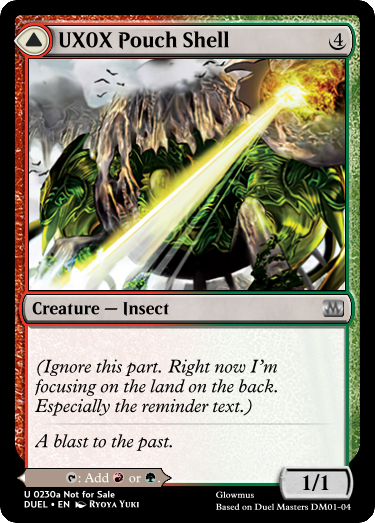 UXOX Pouch Shell 4
Creature — Insect
(Ignore this part. Right now I'm
focusing on the land on the back.
Especially the reminder text.)
A blast to the past.
: Add or .
1/1
U 0230a Not for Sale
DUEL • EN Ryoya Yuki
Glowmus
Based on Duel Masters DM01-04